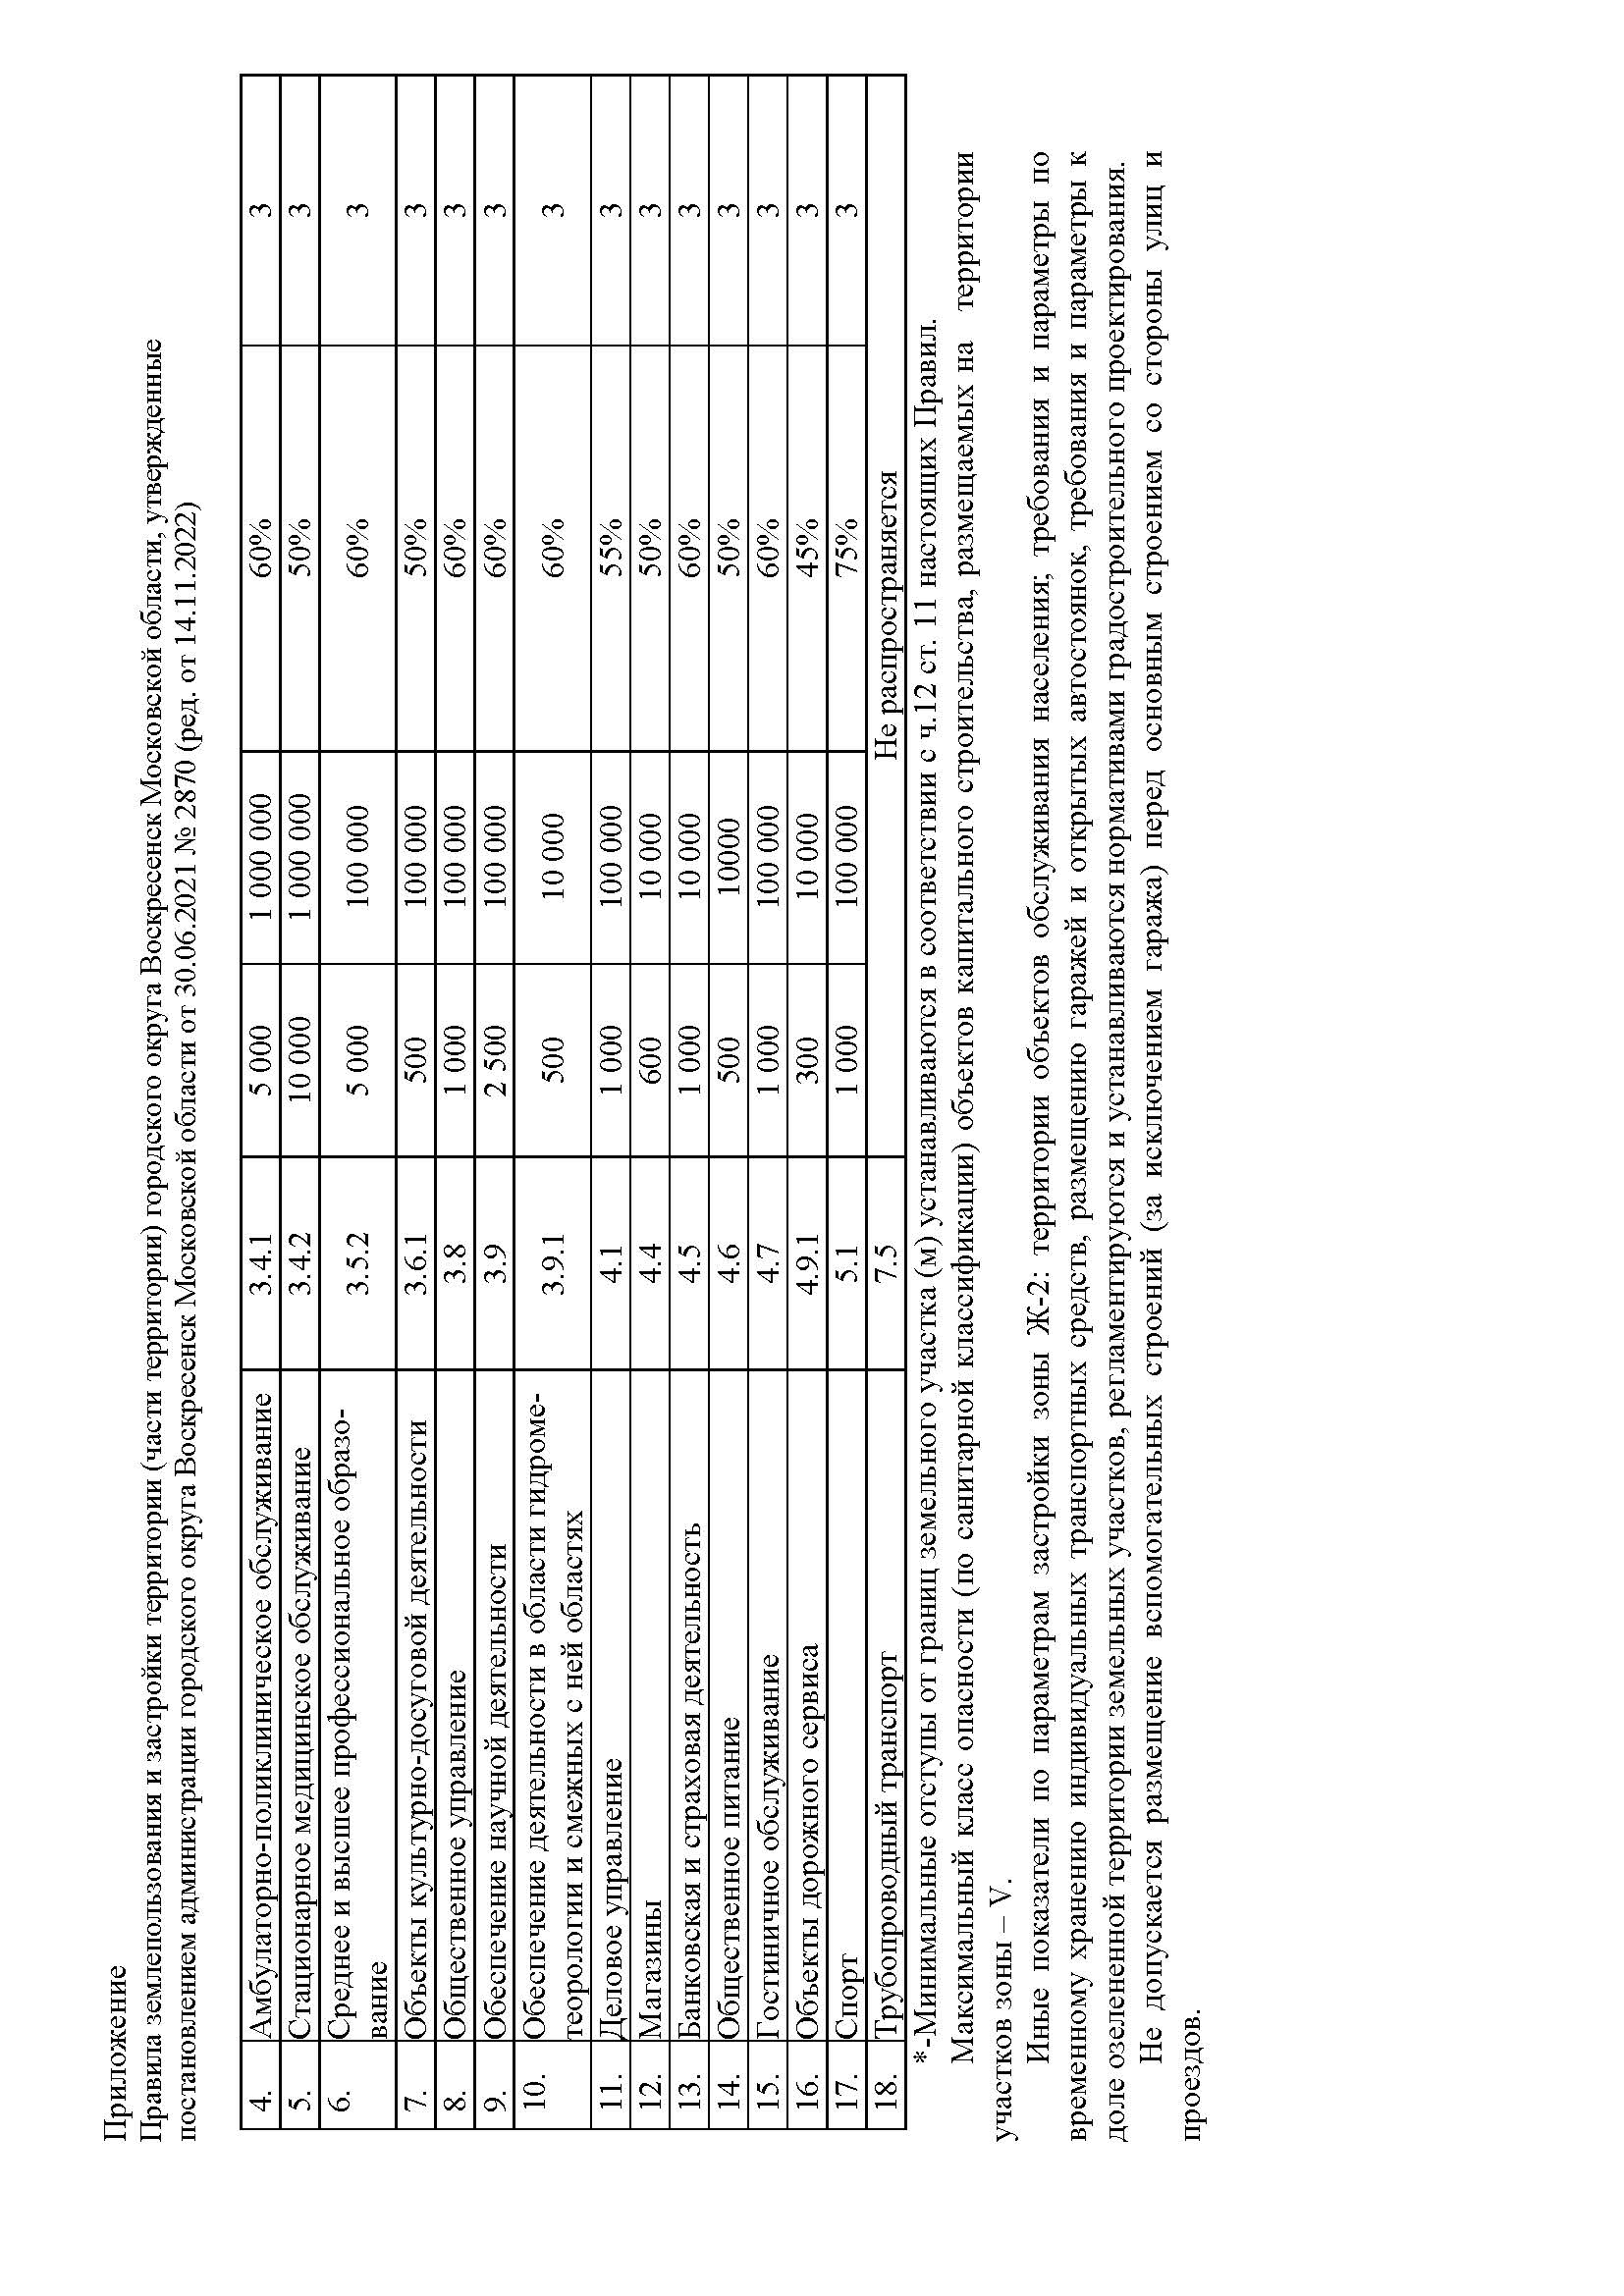 Приложение
Правила землепользования и застройки территории (части территории) городского округа Воскресенск Московской области, утвержденные
постановлением администрации городского округа Воскресенск Московской области от 30.06.2021 № 2870 (ред. от 14.11.2022)
4. Амбулаторно-поликлиническое обслуживание 3.4.1 5 000 1 000 000 60% 3
5. Стационарное медицинское обслуживание 3.4.2 10 000 1 000 000 50% 3
6. Среднее и высшее профессиональное образо-
вание 3.5.2 5 000 100 000 60% 3
7. Объекты культурно-досуговой деятельности 3.6.1 500 100 000 50% 3
8. Общественное управление 3.8 1 000 100 000 60% 3
9. Обеспечение научной деятельности 3.9 2 500 100 000 60% 3
10. Обеспечение деятельности в области гидроме-
теорологии и смежных с ней областях 3.9.1 500 10 000 60% 3
11. Деловое управление 4.1 1 000 100 000 55% 3
12. Магазины 4.4 600 10 000 50% 3
13. Банковская и страховая деятельность 4.5 1 000 10 000 60% 3
14. Общественное питание 4.6 500 10000 50% 3
15. Гостиничное обслуживание 4.7 1 000 100 000 60% 3
16. Объекты дорожного сервиса 4.9.1 300 10 000 45% 3
17. Спорт 5.1 1 000 100 000 75% 3
18. Трубопроводный транспорт 7.5 Не распространяется
*-Минимальные отступы от границ земельного участка (м) устанавливаются в соответствии с ч.12 ст. 11 настоящих Правил.
Максимальный класс опасности (по санитарной классификации) объектов капитального строительства, размещаемых на территории
участков зоны – V.
Иные показатели по параметрам застройки зоны Ж-2: территории объектов обслуживания населения; требования и параметры по
временному хранению индивидуальных транспортных средств, размещению гаражей и открытых автостоянок, требования и параметры к
доле озелененной территории земельных участков, регламентируются и устанавливаются нормативами градостроительного проектирования.
Не допускается размещение вспомогательных строений (за исключением гаража) перед основным строением со стороны улиц и
проездов.